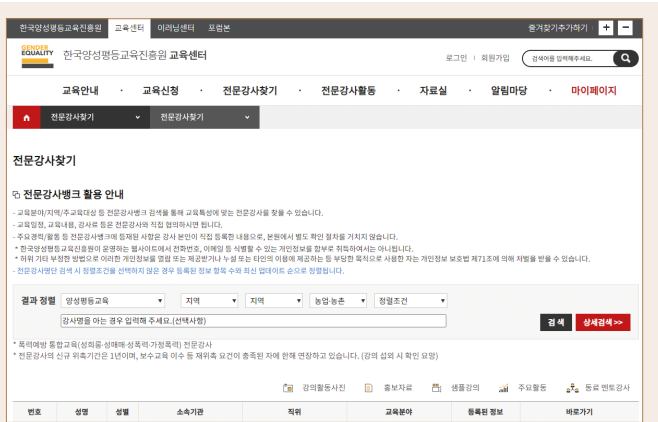 한국양성평등교육진흥원 교육센터 이러닝센터 포럼본 즐겨찾기추가하기 + −
GENDER EQUALITY 한국양성평등교육진흥원 교육센터 로그인 회원가입 검색어를 입력해주세요.
교육안내 · 교육신청 · 전문강사찾기 · 전문강사활동 · 자료실 · 알림마당 · 마이페이지
전문강사찾기 전문강사찾기
전문강사찾기
전문강사뱅크 활용 안내
- 교육분야/지역/주교육대상 등 전문강사뱅크 검색을 통해 교육특성에 맞는 전문강사를 찾을 수 있습니다.
- 교육일정, 교육내용, 강사료 등은 전문강사와 직접 협의하시면 됩니다.
- 주요경력/활동 등 전문강사뱅크에 등재된 사항은 강사 본인이 직접 등록한 내용으로, 본원에서 별도 확인 절차를 거치지 않습니다.
* 한국양성평등교육진흥원이 운영하는 웹사이트에서 전화번호, 이메일 등 식별할 수 있는 개인정보를 함부로 취득하여서는 아니됩니다.
* 허위 기타 부정한 방법으로 이러한 개인정보를 열람 또는 제공받거나 누설 또는 타인의 이용에 제공하는 등 부당한 목적으로 사용한 자는 개인정보 보호법 제71조에 의해 처벌을 받을 수 있습니다.
- 전문강사명단 검색 시 정렬조건을 선택하지 않은 경우 등록된 정보 항목 수와 최신 업데이트 순으로 정렬됩니다.
결과 정렬 양성평등교육 지역 지역 농업·농촌 정렬조건
강사명을 아는 경우 입력해 주세요.(선택사항) 검색 상세검색 >>
* 폭력예방 통합교육(성희롱·성매매·성폭력·가정폭력) 전문강사
* 전문강사의 신규 위촉기간은 1년이며, 보수교육 이수 등 재위촉 요건이 충족된 자에 한해 연장하고 있습니다. (강의 섭외 시 확인 요망)
강의활동사진 홍보자료 샘플강의 주요활동 동료 멘토강사
번호 성명 성별 소속기관 직위 교육분야 등록된 정보 바로가기